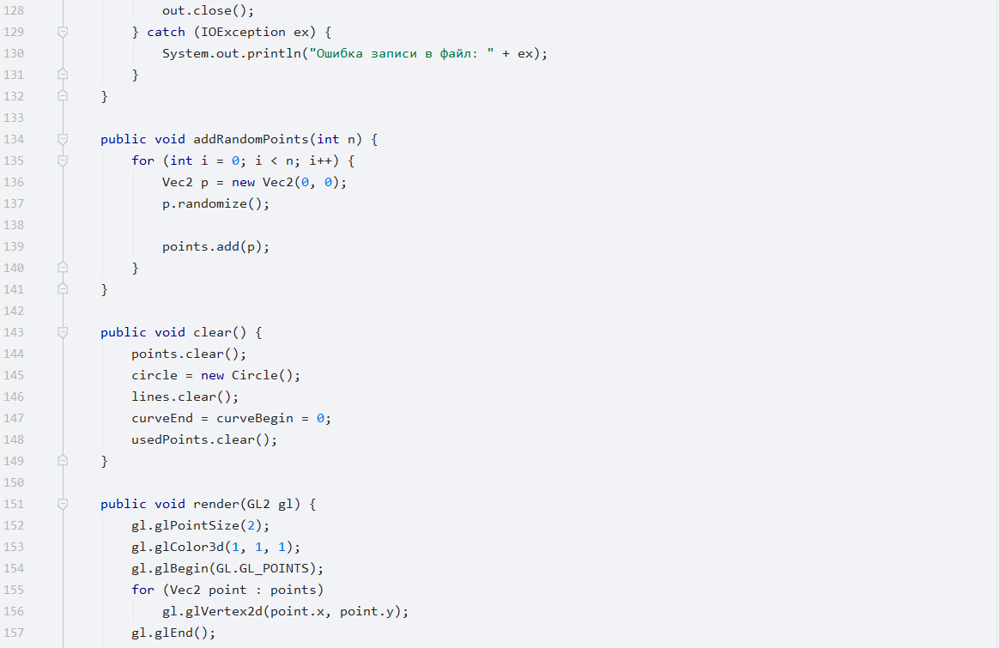 128 out.close();
129 } catch (IOException ex) {
130 System.out.println("Ошибка записи в файл: " + ex);
131 }
132 }
133
134 public void addRandomPoints(int n) {
135 for (int i = 0; i < n; i++) {
136 Vec2 p = new Vec2(0, 0);
137 p.randomize();
138
139 points.add(p);
140 }
141 }
142
143 public void clear() {
144 points.clear();
145 circle = new Circle();
146 lines.clear();
147 curveEnd = curveBegin = 0;
148 usedPoints.clear();
149 }
150
151 public void render(GL2 gl) {
152 gl.glPointSize(2);
153 gl.glColor3d(1, 1, 1);
154 gl.glBegin(GL.GL_POINTS);
155 for (Vec2 point : points)
156 gl.glVertex2d(point.x, point.y);
157 gl.glEnd();